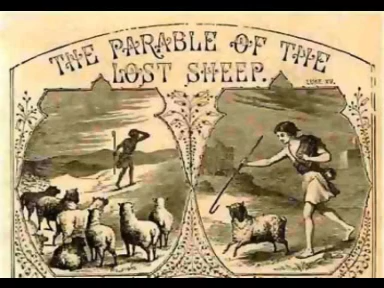 THE PARABLE OF THE
LOST SHEEP.
LUKE XV.